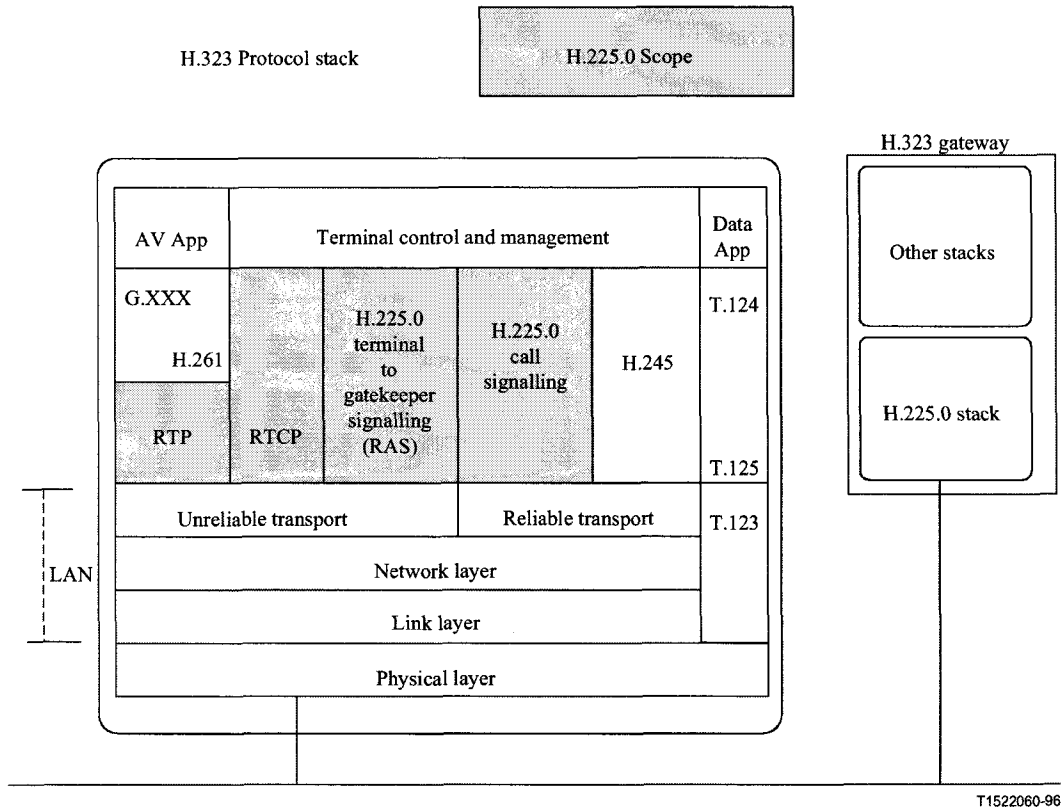 H.323 Protocol stack
H.225.0 Scope
H.323 gateway
AV App
Terminal control and management
Data
App
Other stacks
G.XXX
H.261
RTP
RTCP
H.225.0
terminal
to
gatekeeper
signalling
(RAS)
H.225.0
call
signalling
H.245
T.124
T.125
H.225.0 stack
Unreliable transport
Reliable transport
T.123
LAN
Network layer
Link layer
Physical layer
T1522060-96